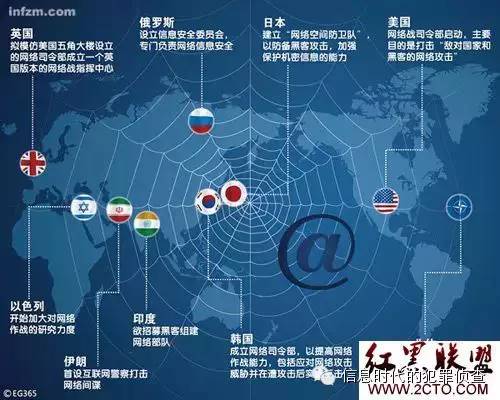 infzm.com
英国
拟模仿美国五角大楼设立
的网络司令部成立一个英
国版本的网络战指挥中心
俄罗斯
设立信息安全委员会，
专门负责网络信息安全
日本
建立“网络空间防卫队”，
以防备黑客攻击，加强
保护机密信息的能力
美国
网络战司令部启动，主要
目的是打击“敌对国家
和黑客的网络攻击”
@
以色列
开始加大对网络
作战的研究力度
伊朗
首设互联网警察打击
网络间谍
印度
欲招募黑客组建
网络部队
韩国
成立网络司令部，以提高网络
作战能力，包括应对网络攻击
威胁并在遭攻击后
红黑联盟
信息时代的犯罪侦查
2CTO.COM
©EG365